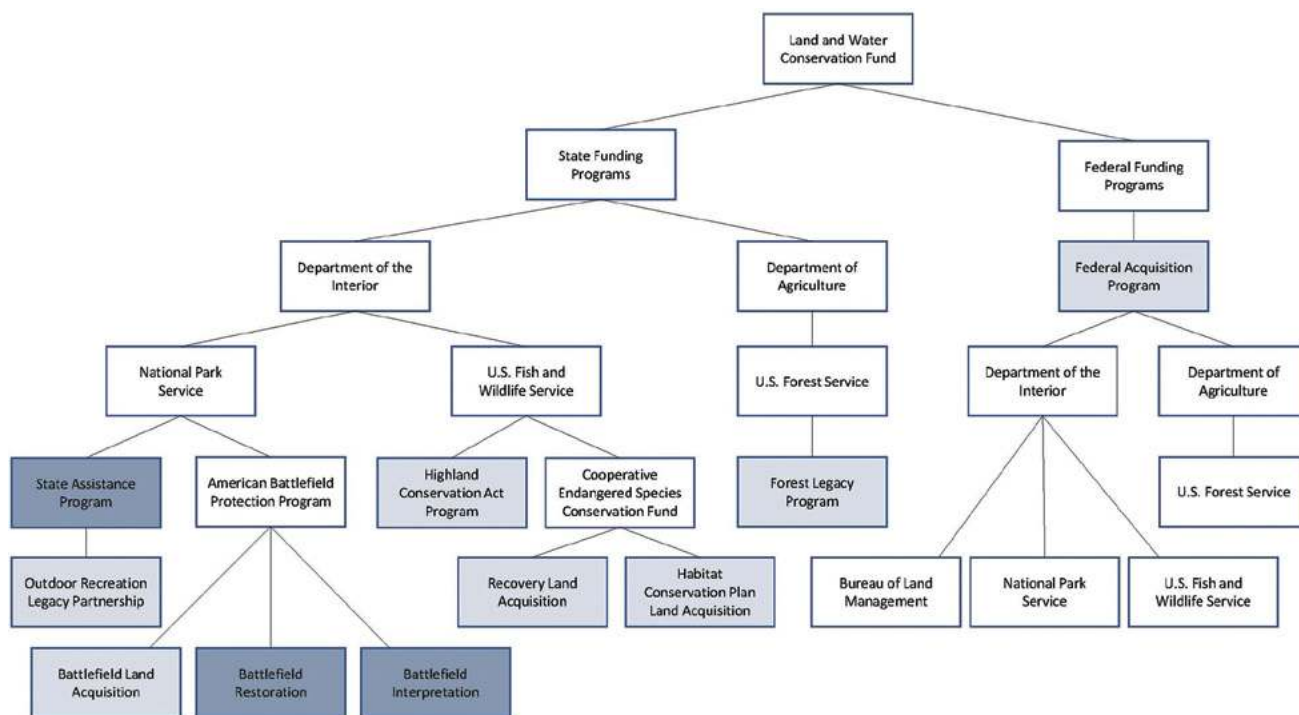 Land and Water
Conservation Fund
State Funding
Programs
Federal Funding
Programs
Department of the
Interior
Department of
Agriculture
Federal Acquisition
Program
National Park
Service
U.S. Fish and
Wildlife Service
U.S. Forest Service
Department of the
Interior
Department of
Agriculture
State Assistance
Program
American Battlefield
Protection Program
Highland
Conservation Act
Program
Cooperative
Endangered Species
Conservation Fund
Forest Legacy
Program
U.S. Forest Service
Outdoor Recreation
Legacy Partnership
Recovery Land
Acquisition
Habitat
Conservation Plan
Land Acquisition
Bureau of Land
Management
National Park
Service
U.S. Fish and
Wildlife Service
Battlefield Land
Acquisition
Battlefield
Restoration
Battlefield
Interpretation